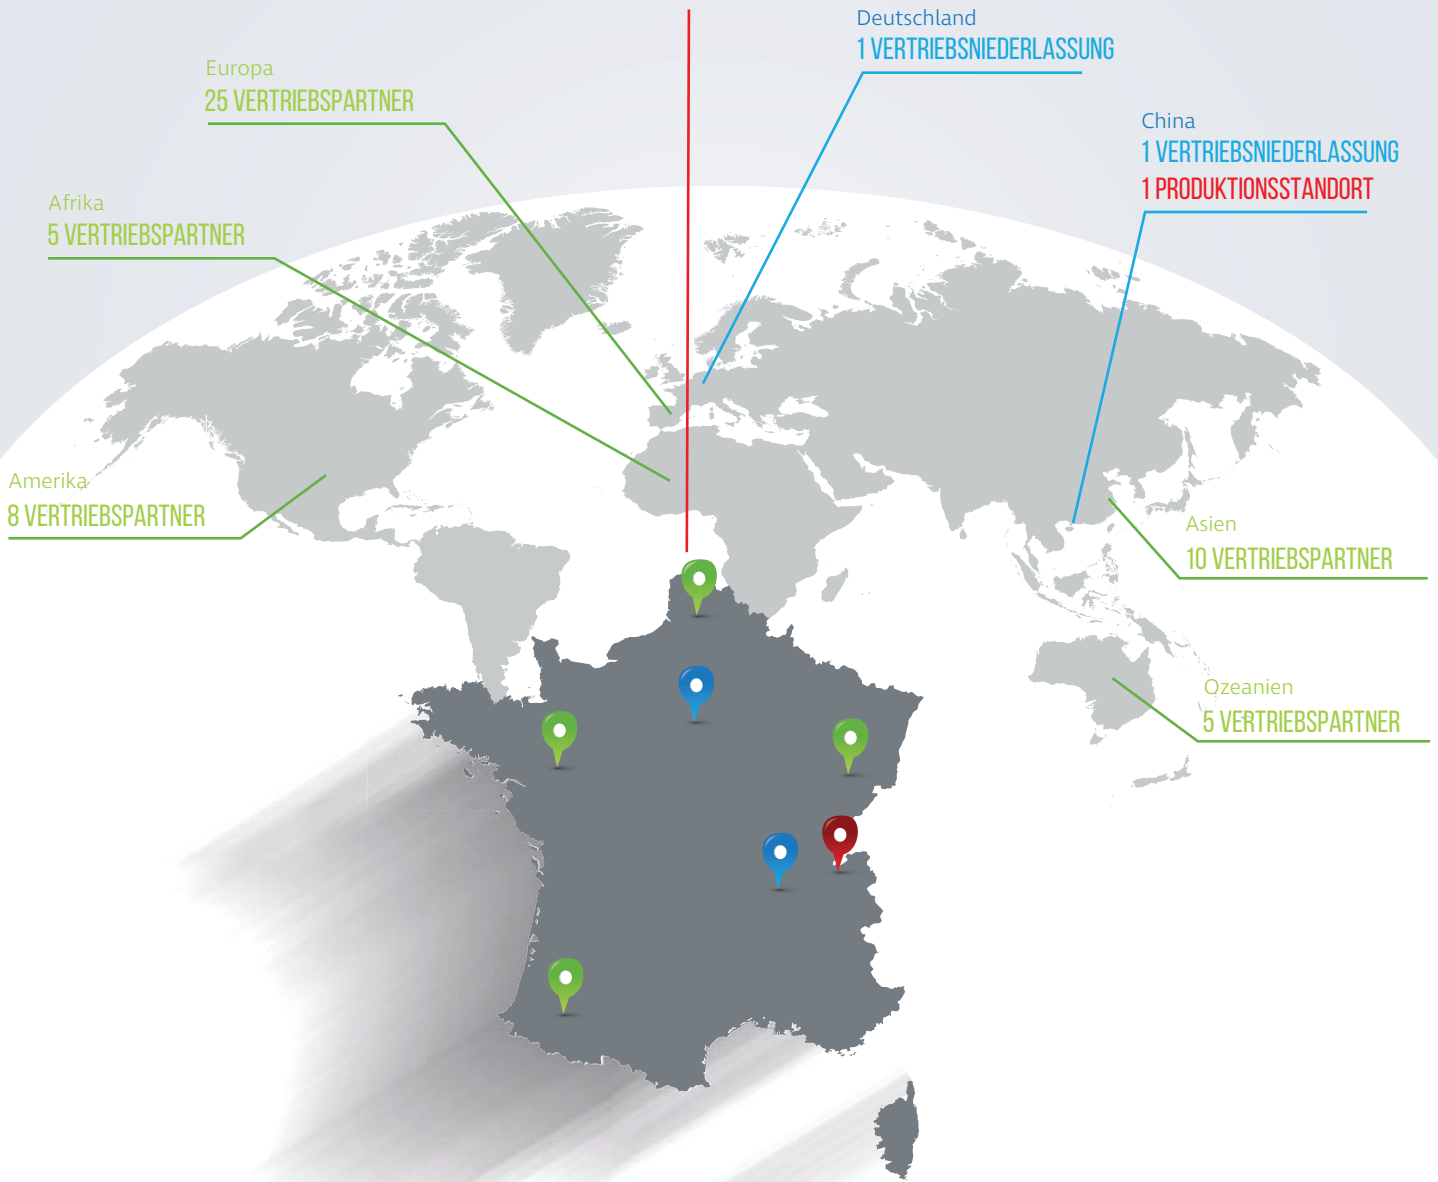 Deutschland
1 VERTRIEBSNIEDERLASSUNG
Europa
25 VERTRIEBSPARTNER
China
1 VERTRIEBSNIEDERLASSUNG
1 PRODUKTIONSSTANDORT
Afrika
5 VERTRIEBSPARTNER
Amerika
8 VERTRIEBSPARTNER
Asien
10 VERTRIEBSPARTNER
Ozeanien
5 VERTRIEBSPARTNER